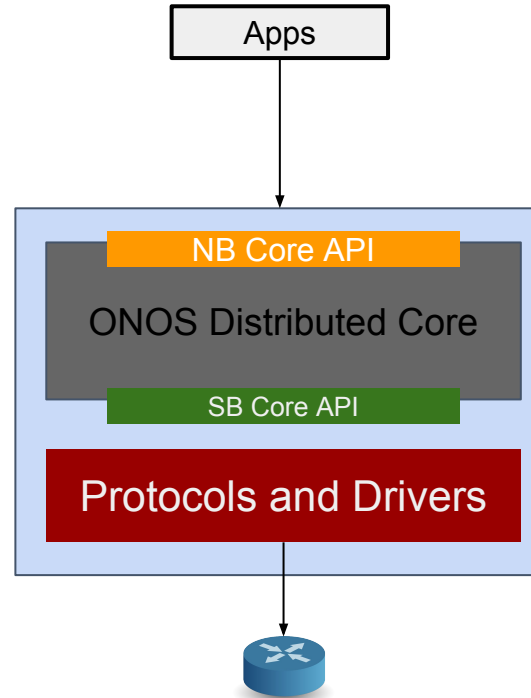 Apps
NB Core API
ONOS Distributed Core
SB Core API
Protocols and Drivers